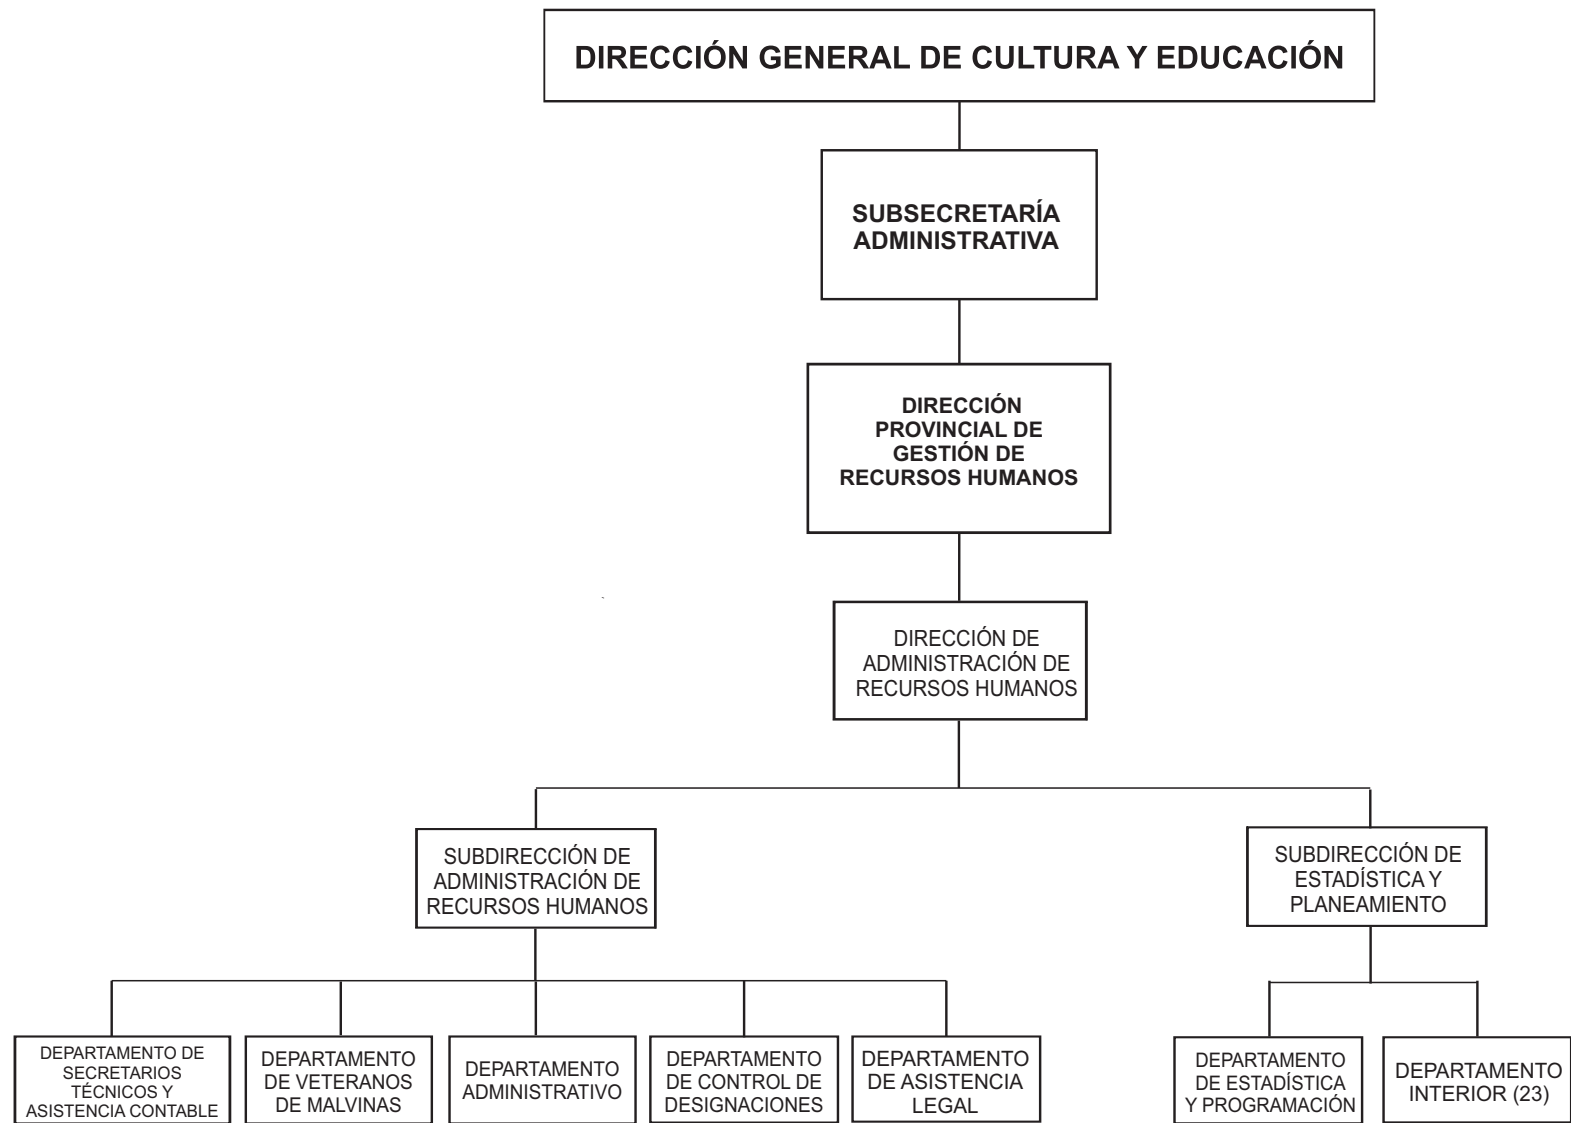 DIRECCIÓN GENERAL DE CULTURA Y EDUCACIÓN
SUBSECRETARÍA
ADMINISTRATIVA
DIRECCIÓN
PROVINCIAL DE
GESTIÓN DE
RECURSOS HUMANOS
DIRECCIÓN DE
ADMINISTRACIÓN DE
RECURSOS HUMANOS
SUBDIRECCIÓN DE
ADMINISTRACIÓN DE
RECURSOS HUMANOS
SUBDIRECCIÓN DE
ESTADÍSTICA Y
PLANEAMIENTO
DEPARTAMENTO DE
SECRETARIOS
TÉCNICOS Y
ASISTENCIA CONTABLE
DEPARTAMENTO
DE VETERANOS
DE MALVINAS
DEPARTAMENTO
ADMINISTRATIVO
DEPARTAMENTO
DE CONTROL DE
DESIGNACIONES
DEPARTAMENTO
DE ASISTENCIA
LEGAL
DEPARTAMENTO
DE ESTADÍSTICA
Y PROGRAMACIÓN
DEPARTAMENTO
INTERIOR (23)